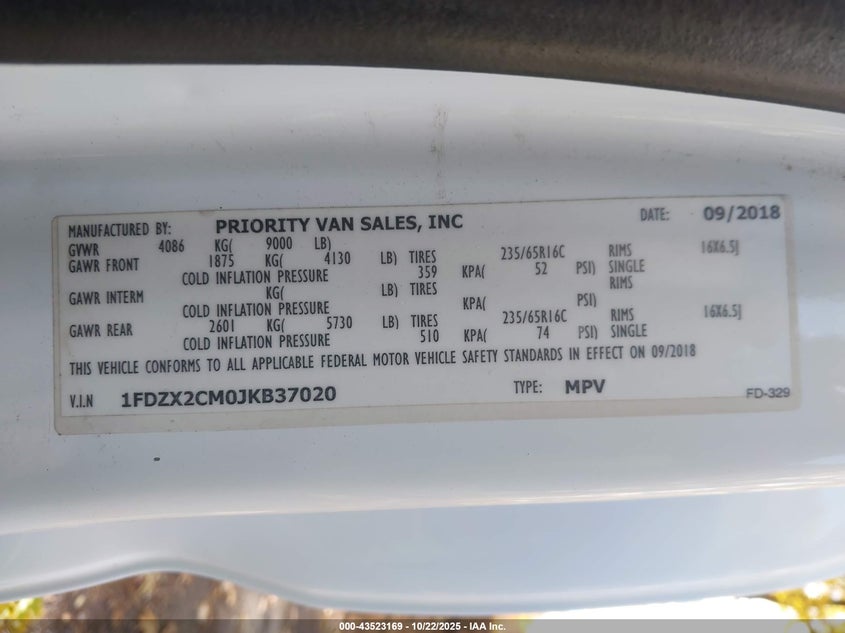 MANUFACTURED BY: PRIORITY VAN SALES, INC DATE: 09/2018
GVWR 4086 KG( 9000 LB)
GAWR FRONT 1875 KG( 4130 LB) TIRES 235/65R16C RIMS 16X6.5J
COLD INFLATION PRESSURE 359 KPA( 52 PSI) SINGLE
GAWR INTERM KG( LB) TIRES RIMS
COLD INFLATION PRESSURE KPA( PSI)
GAWR REAR 2601 KG( 5730 LB) TIRES 235/65R16C RIMS 16X6.5J
COLD INFLATION PRESSURE 510 KPA( 74 PSI) SINGLE
THIS VEHICLE CONFORMS TO ALL APPLICABLE FEDERAL MOTOR VEHICLE SAFETY STANDARDS IN EFFECT ON 09/2018
V.I.N 1FDZX2CM0JKB37020 TYPE: MPV FD-329
000-43523169 - 10/22/2025 - IAA Inc.